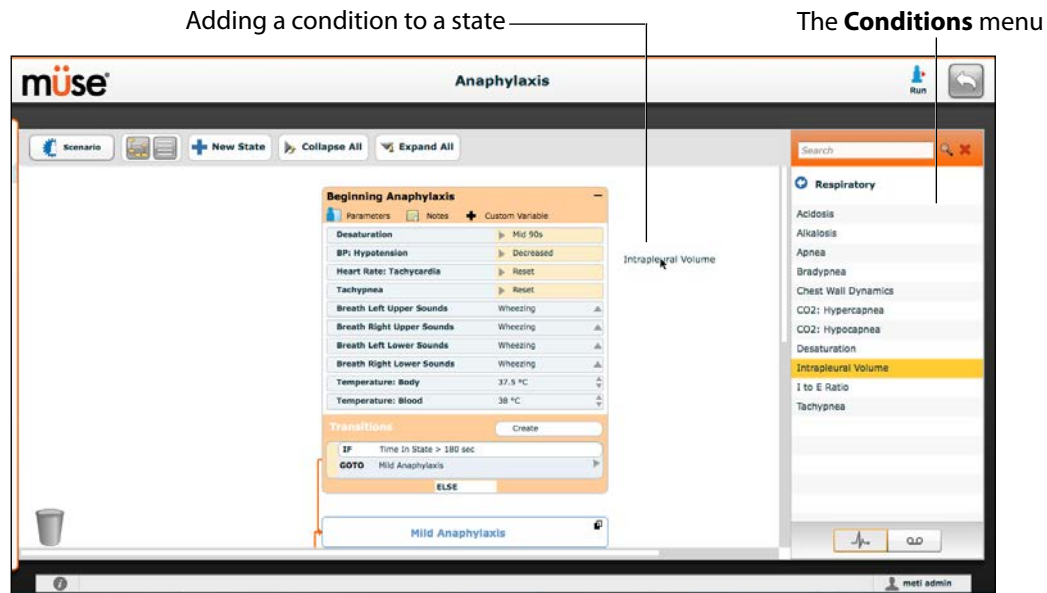 Adding a condition to a state
The Conditions menu
müse
Anaphylaxis
Run
Scenario
New State
Collapse All
Expand All
Search
Respiratory
Acidosis
Alkalosis
Apnea
Bradypnea
Chest Wall Dynamics
CO2: Hypercapnea
CO2: Hypocapnea
Desaturation
Intrapleural Volume
I to E Ratio
Tachypnea
Beginning Anaphylaxis
Parameters Notes Custom Variable
Desaturation Mid 90s
BP: Hypotension Decreased
Heart Rate: Tachycardia Reset
Tachypnea Reset
Breath Left Upper Sounds Wheezing
Breath Right Upper Sounds Wheezing
Breath Left Lower Sounds Wheezing
Breath Right Lower Sounds Wheezing
Temperature: Body 37.5 °C
Temperature: Blood 38 °C
Transitions Create
IF Time In State > 180 sec
GOTO Mild Anaphylaxis
ELSE
Mild Anaphylaxis
Intrapleural Volume
meti admin